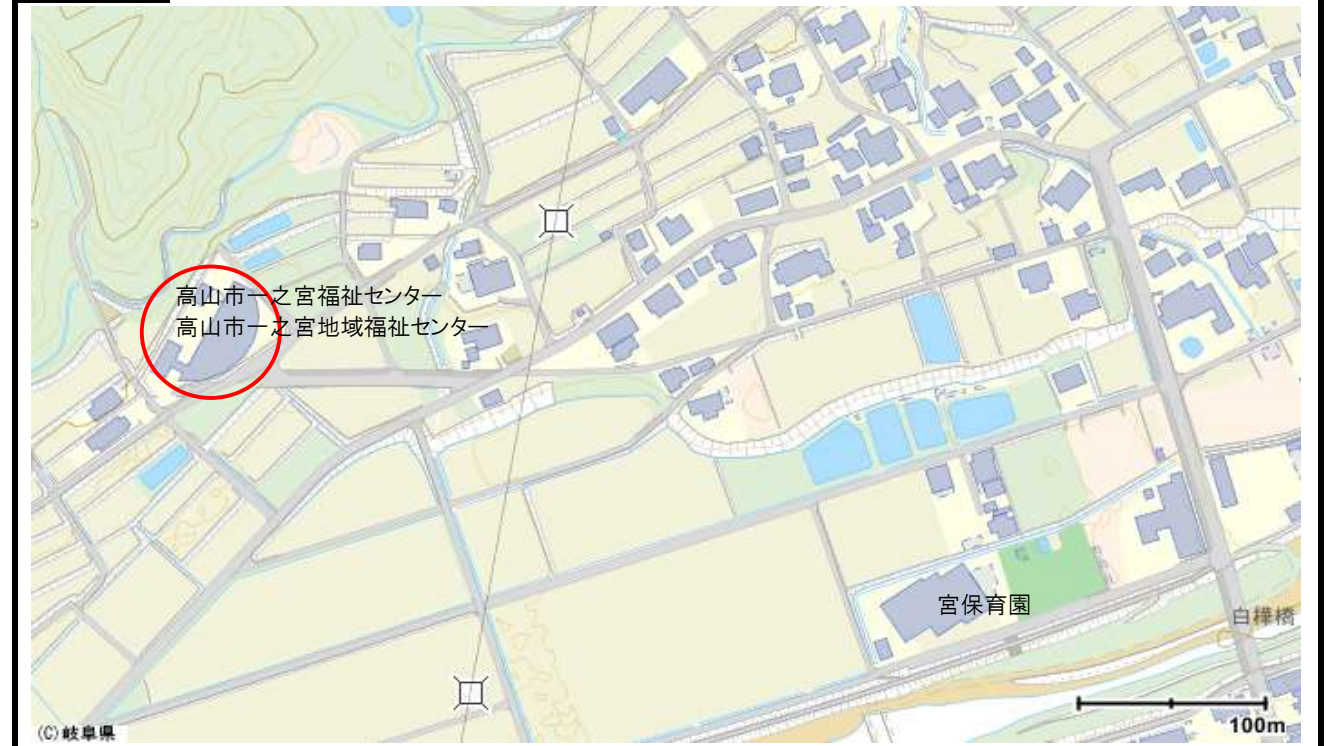 高山市一之宮福祉センター
高山市一之宮地域福祉センター
宮保育園
白樺橋
100m
(C)岐阜県